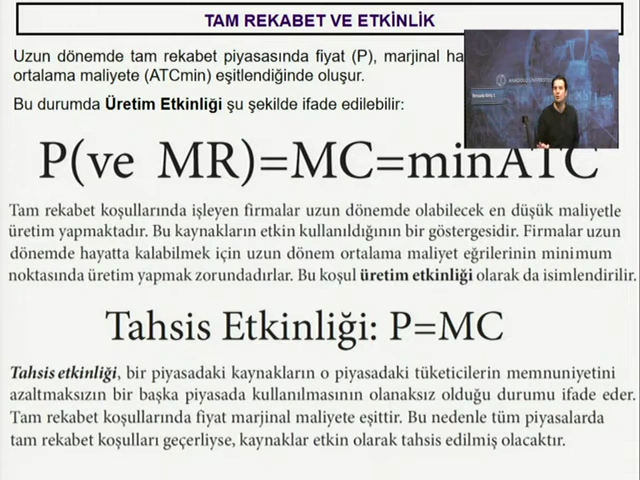 TAM REKABET VE ETKİNLİK
Uzun dönemde tam rekabet piyasasında fiyat (P), marjinal ha
ortalama maliyete (ATCmin) eşitlendiğinde oluşur.
Bu durumda Üretim Etkinliği şu şekilde ifade edilebilir:
P(ve MR)=MC=minATC
Tam rekabet koşullarında işleyen firmalar uzun dönemde olabilecek en düşük maliyetle
üretim yapmaktadır. Bu kaynakların etkin kullanıldığının bir göstergesidir. Firmalar uzun
dönemde hayatta kalabilmek için uzun dönem ortalama maliyet eğrilerinin minimum
noktasında üretim yapmak zorundadırlar. Bu koşul üretim etkinliği olarak da isimlendirilir.
Tahsis Etkinliği: P=MC
Tahsis etkinliği, bir piyasadaki kaynakların o piyasadaki tüketicilerin memnuniyetini
azaltmaksızın bir başka piyasada kullanılmasının olanaksız olduğu durumu ifade eder.
Tam rekabet koşullarında fiyat marjinal maliyete eşittir. Bu nedenle tüm piyasalarda
tam rekabet koşulları geçerliyse, kaynaklar etkin olarak tahsis edilmiş olacaktır.